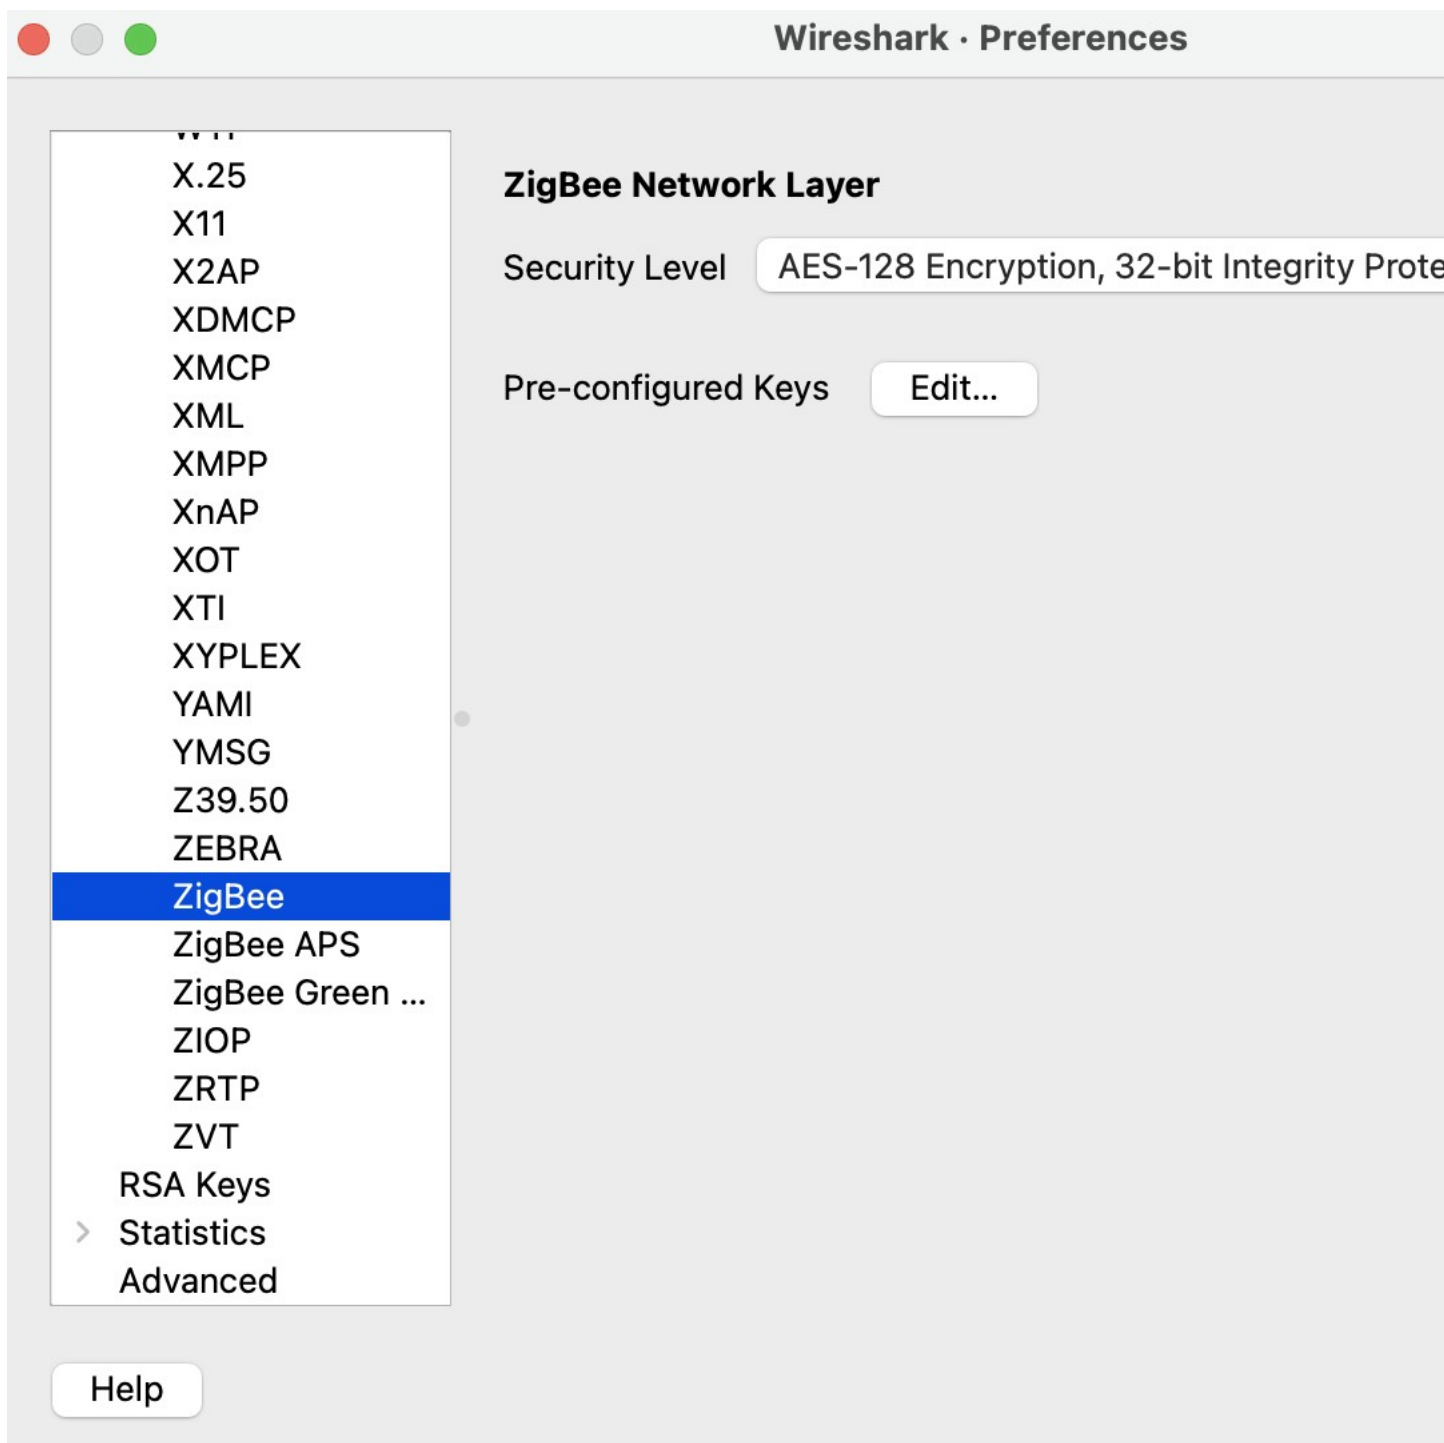 Wireshark · Preferences
X.25
X11
X2AP
XDMCP
XMCP
XML
XMPP
XnAP
XOT
XTI
XYPLEX
YAMI
YMSG
Z39.50
ZEBRA
ZigBee
ZigBee APS
ZigBee Green ...
ZIOP
ZRTP
ZVT
RSA Keys
Statistics
Advanced
ZigBee Network Layer
Security Level AES-128 Encryption, 32-bit Integrity Prote
Pre-configured Keys Edit...
Help